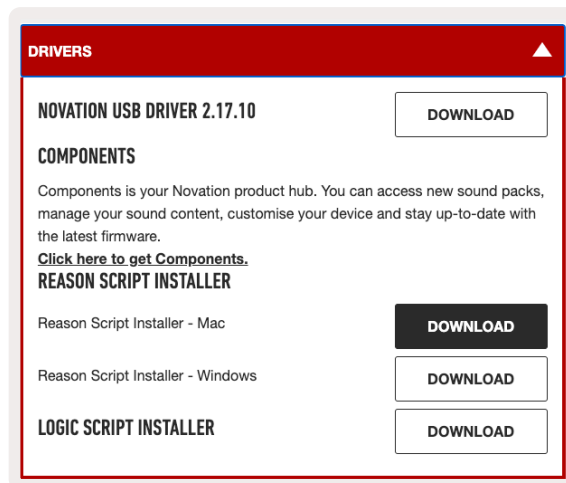 DRIVERS
NOVATION USB DRIVER 2.17.10
DOWNLOAD
COMPONENTS
Components is your Novation product hub. You can access new sound packs,
manage your sound content, customise your device and stay up-to-date with
the latest firmware.
Click here to get Components.
REASON SCRIPT INSTALLER
Reason Script Installer - Mac
DOWNLOAD
Reason Script Installer - Windows
DOWNLOAD
LOGIC SCRIPT INSTALLER
DOWNLOAD